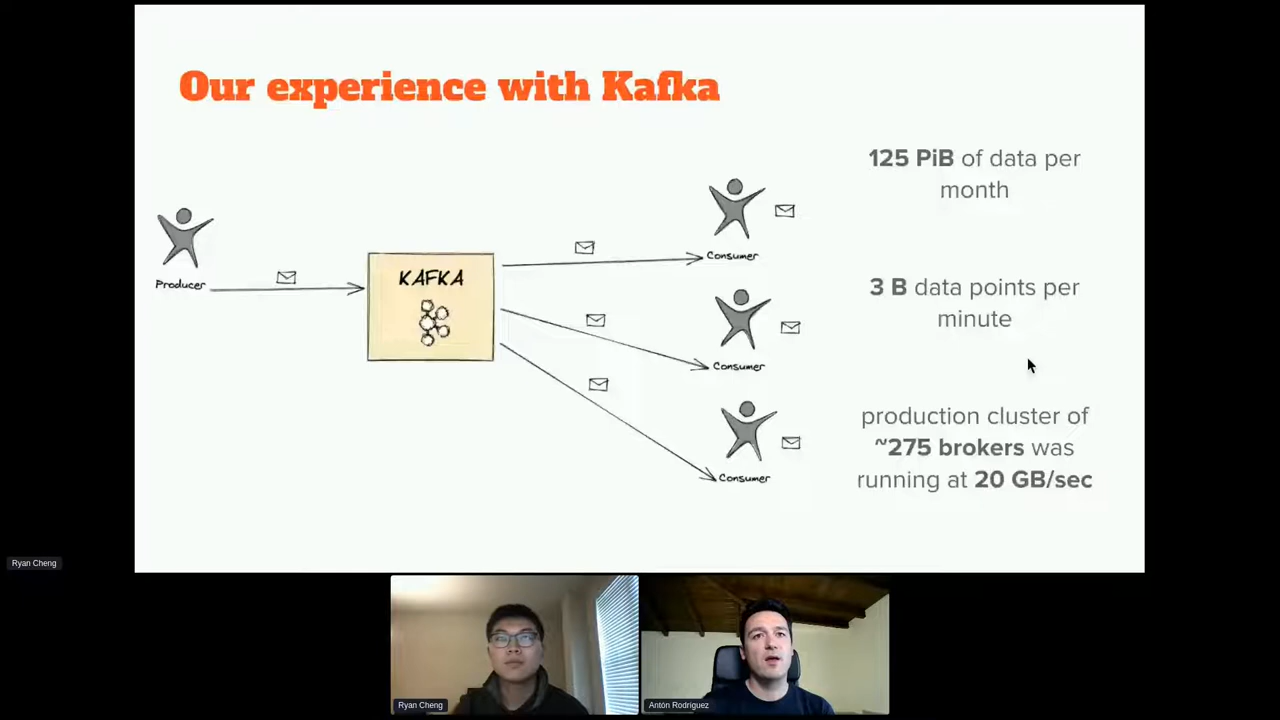 Our experience with Kafka
125 PiB of data per
month
Producer
KAFKA
Consumer
3 B data points per
minute
Consumer
production cluster of
~275 brokers was
running at 20 GB/sec
Consumer
Ryan Cheng
Ryan Cheng
Antón Rodríguez